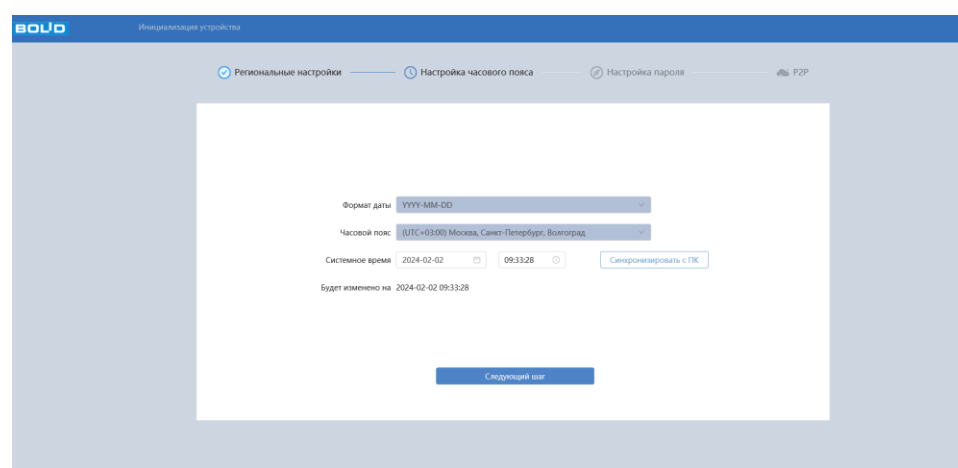 BOLID Инициализация устройства
Региональные настройки Настройка часового пояса Настройка пароля P2P
Формат даты YYYY-MM-DD
Часовой пояс (UTC+03:00) Москва, Санкт-Петербург, Волгоград
Системное время 2024-02-02 09:33:28 Синхронизировать с ПК
Будет изменено на 2024-02-02 09:33:28
Следующий шаг